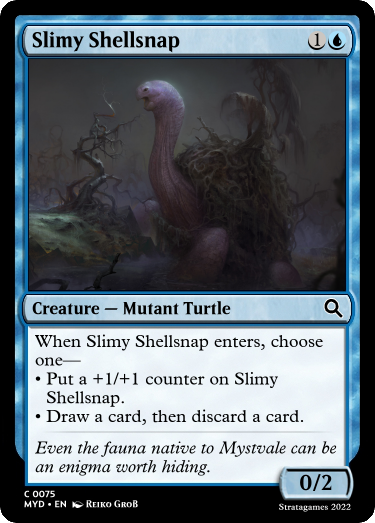 Slimy Shellsnap 1
Creature — Mutant Turtle
When Slimy Shellsnap enters, choose
one—
• Put a +1/+1 counter on Slimy
Shellsnap.
• Draw a card, then discard a card.
Even the fauna native to Mystvale can be
an enigma worth hiding.
0/2
C 0075
MYD • EN Reiko Groß
Stratagames 2022